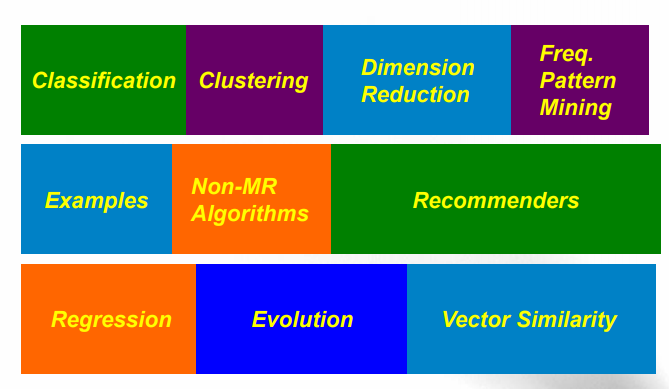 Classification
Clustering
Dimension
Reduction
Freq.
Pattern
Mining
Examples
Non-MR
Algorithms
Recommenders
Regression
Evolution
Vector Similarity